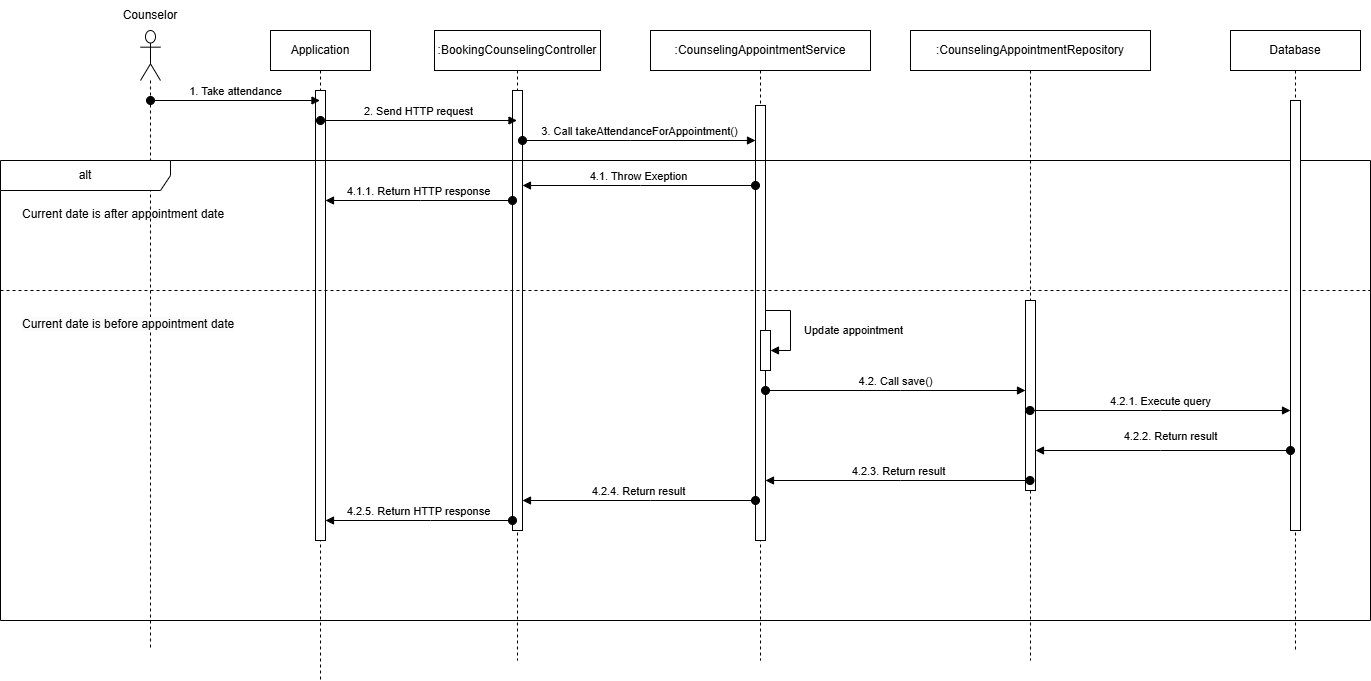 Counselor
Application
:BookingCounselingController
:CounselingAppointmentService
:CounselingAppointmentRepository
Database
1. Take attendance
2. Send HTTP request
3. Call takeAttendanceForAppointment()
alt
4.1. Throw Exeption
4.1.1. Return HTTP response
Current date is after appointment date
Current date is before appointment date
Update appointment
4.2. Call save()
4.2.1. Execute query
4.2.2. Return result
4.2.3. Return result
4.2.4. Return result
4.2.5. Return HTTP response